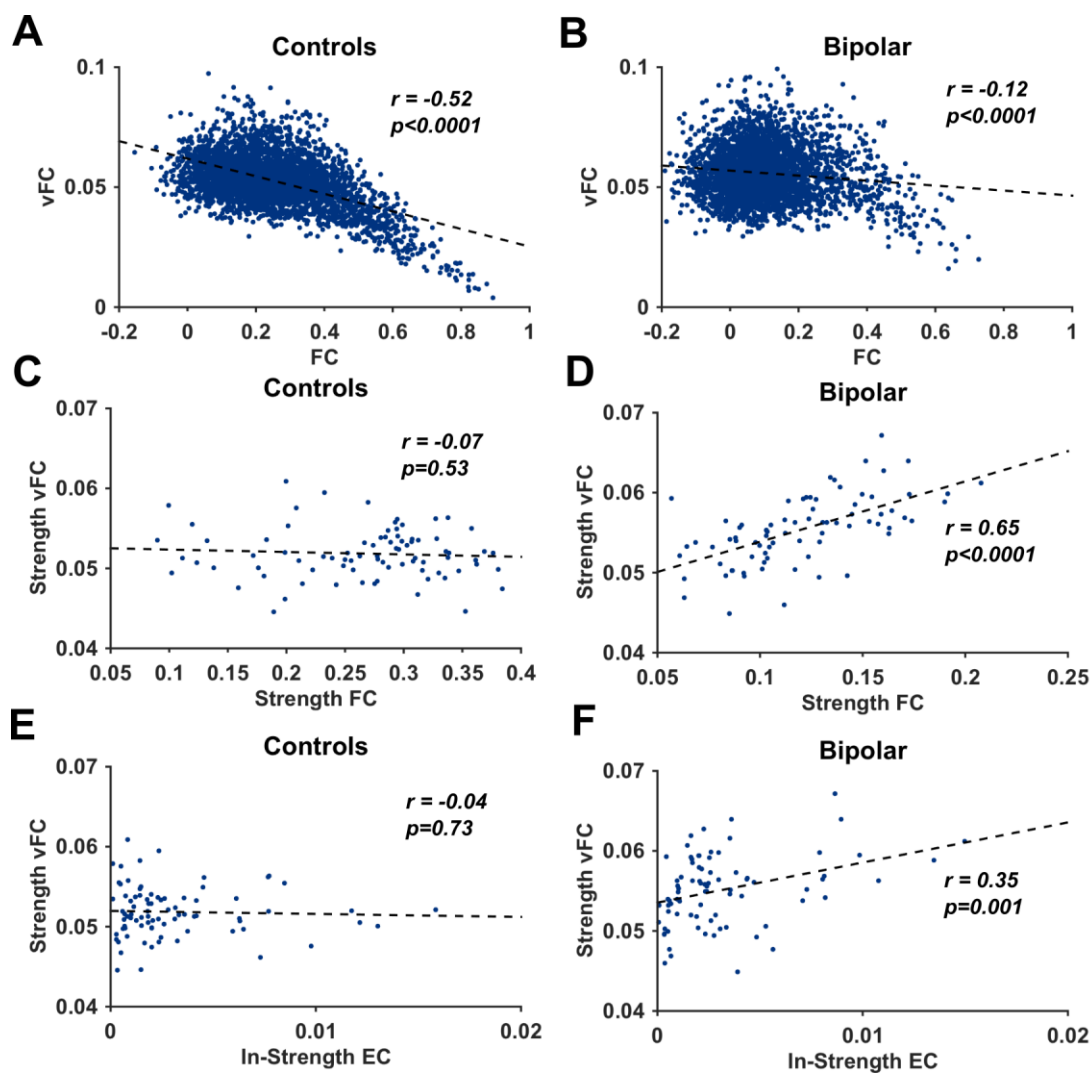 A
Controls
r = -0.52
p<0.0001
0.1
0.05
0
vFC
-0.2 0 0.2 0.4 0.6 0.8 1
FC
B
Bipolar
r = -0.12
p<0.0001
0.1
0.05
0
vFC
-0.2 0 0.2 0.4 0.6 0.8 1
FC
C
Controls
r = -0.07
p=0.53
0.07
0.06
0.05
0.04
Strength vFC
0.05 0.1 0.15 0.2 0.25 0.3 0.35 0.4
Strength FC
D
Bipolar
r = 0.65
p<0.0001
0.07
0.06
0.05
0.04
Strength vFC
0.05 0.1 0.15 0.2 0.25
Strength FC
E
Controls
r = -0.04
p=0.73
0.07
0.06
0.05
0.04
Strength vFC
0 0.01 0.02
In-Strength EC
F
Bipolar
r = 0.35
p=0.001
0.07
0.06
0.05
0.04
Strength vFC
0 0.01 0.02
In-Strength EC